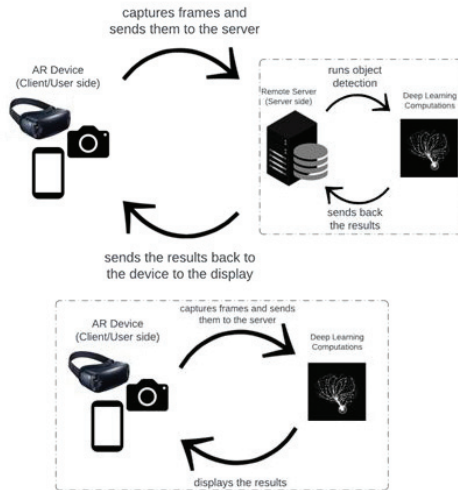 captures frames and
sends them to the server
AR Device
(Client/User side)
Remote Server
(Server side)
runs object
detection
Deep Learning
Computations
sends back
the results
sends the results back to
the device to the display
captures frames and sends
them to the server
AR Device
(Client/User side)
Deep Learning
Computations
displays the results